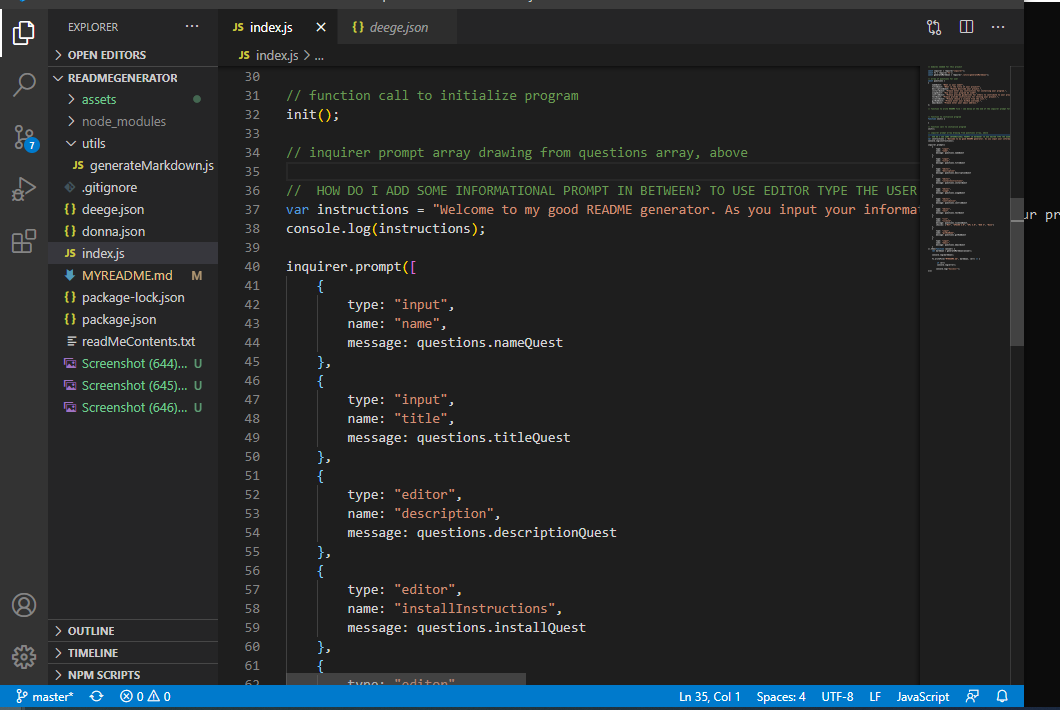 EXPLORER
OPEN EDITORS
READMEGENERATOR
assets
node_modules
utils
JS generateMarkdown.js
.gitignore
{} deege.json
{} donna.json
JS index.js
MYREADME.md M
{} package-lock.json
{} package.json
readMeContents.txt
Screenshot (644)... U
Screenshot (645)... U
Screenshot (646)... U
OUTLINE
TIMELINE
NPM SCRIPTS
7
JS index.js
{} deege.json
JS index.js > ...
30
31 // function call to initialize program
32 init();
33
34 // inquirer prompt array drawing from questions array, above
35
36 //  HOW DO I ADD SOME INFORMATIONAL PROMPT IN BETWEEN? TO USE EDITOR TYPE THE USER
37 var instructions = "Welcome to my good README generator. As you input your informa
38 console.log(instructions);
39
40 inquirer.prompt([
41     {
42         type: "input",
43         name: "name",
44         message: questions.nameQuest
45     },
46     {
47         type: "input",
48         name: "title",
49         message: questions.titleQuest
50     },
51     {
52         type: "editor",
53         name: "description",
54         message: questions.descriptionQuest
55     },
56     {
57         type: "editor",
58         name: "installInstructions",
59         message: questions.installQuest
60     },
61     {
62         type: "editor"
ur pr
master*
0
0
Ln 35, Col 1
Spaces: 4
UTF-8
LF
JavaScript